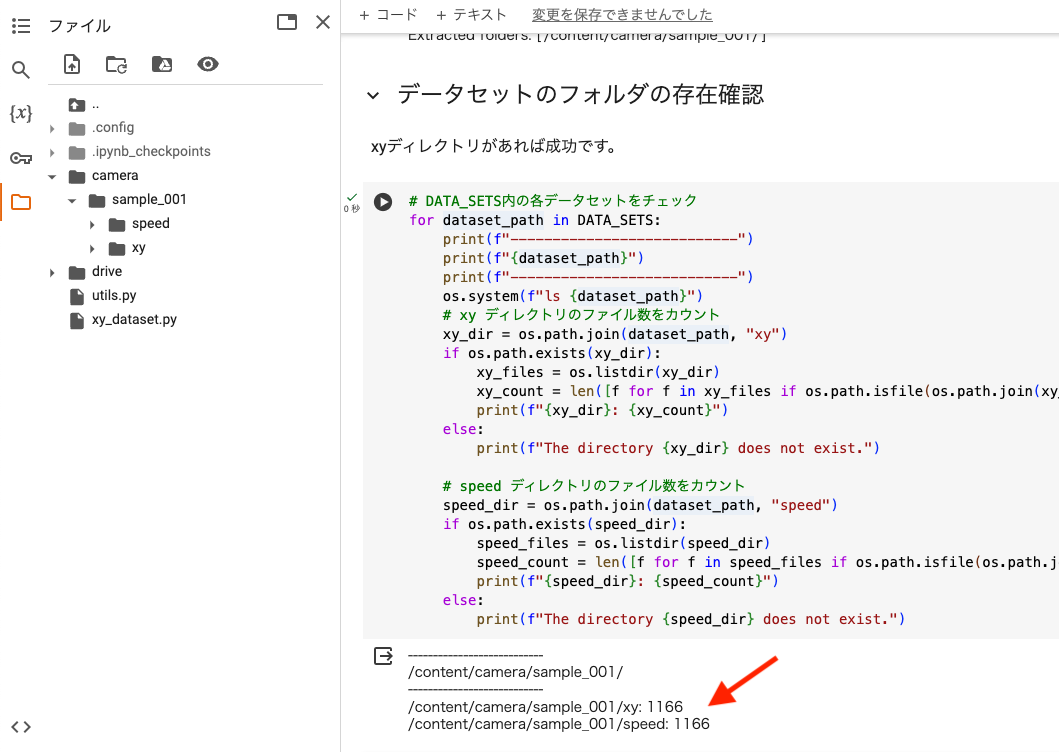 ファイル
..
.config
.ipynb_checkpoints
camera
sample_001
speed
xy
drive
utils.py
xy_dataset.py
{x}
+ コード + テキスト 変更を保存できませんでした
Extracted folders: ['/content/camera/sample_001/']
データセットのフォルダの存在確認
xyディレクトリがあれば成功です。
0 秒
# DATA_SETS内の各データセットをチェック
for dataset_path in DATA_SETS:
    print(f"---------------------------")
    print(f"{dataset_path}")
    print(f"---------------------------")
    os.system(f"ls {dataset_path}")
    # xy ディレクトリのファイル数をカウント
    xy_dir = os.path.join(dataset_path, "xy")
    if os.path.exists(xy_dir):
        xy_files = os.listdir(xy_dir)
        xy_count = len([f for f in xy_files if os.path.isfile(os.path.join(xy_
        print(f"{xy_dir}: {xy_count}")
    else:
        print(f"The directory {xy_dir} does not exist.")
    # speed ディレクトリのファイル数をカウント
    speed_dir = os.path.join(dataset_path, "speed")
    if os.path.exists(speed_dir):
        speed_files = os.listdir(speed_dir)
        speed_count = len([f for f in speed_files if os.path.isfile(os.path.j
        print(f"{speed_dir}: {speed_count}")
    else:
        print(f"The directory {speed_dir} does not exist.")
---------------------------
/content/camera/sample_001/
---------------------------
/content/camera/sample_001/xy: 1166
/content/camera/sample_001/speed: 1166